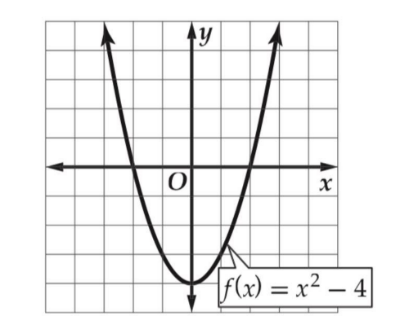 y
O
x
f(x) = x² − 4